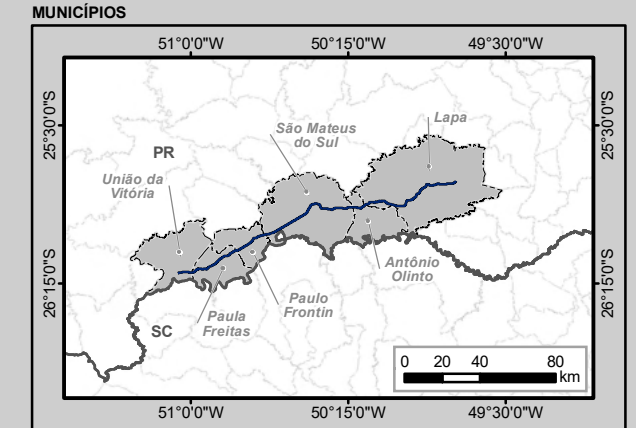 MUNICÍPIOS
51°0'0"W 50°15'0"W 49°30'0"W
25°30'0"S
25°30'0"S
Lapa
São Mateus
do Sul
PR
União da
Vitória
Antônio
Olinto
26°15'0"S
26°15'0"S
Paulo
Frontin
Paula
Freitas
SC
0 20 40 80
km
51°0'0"W 50°15'0"W 49°30'0"W